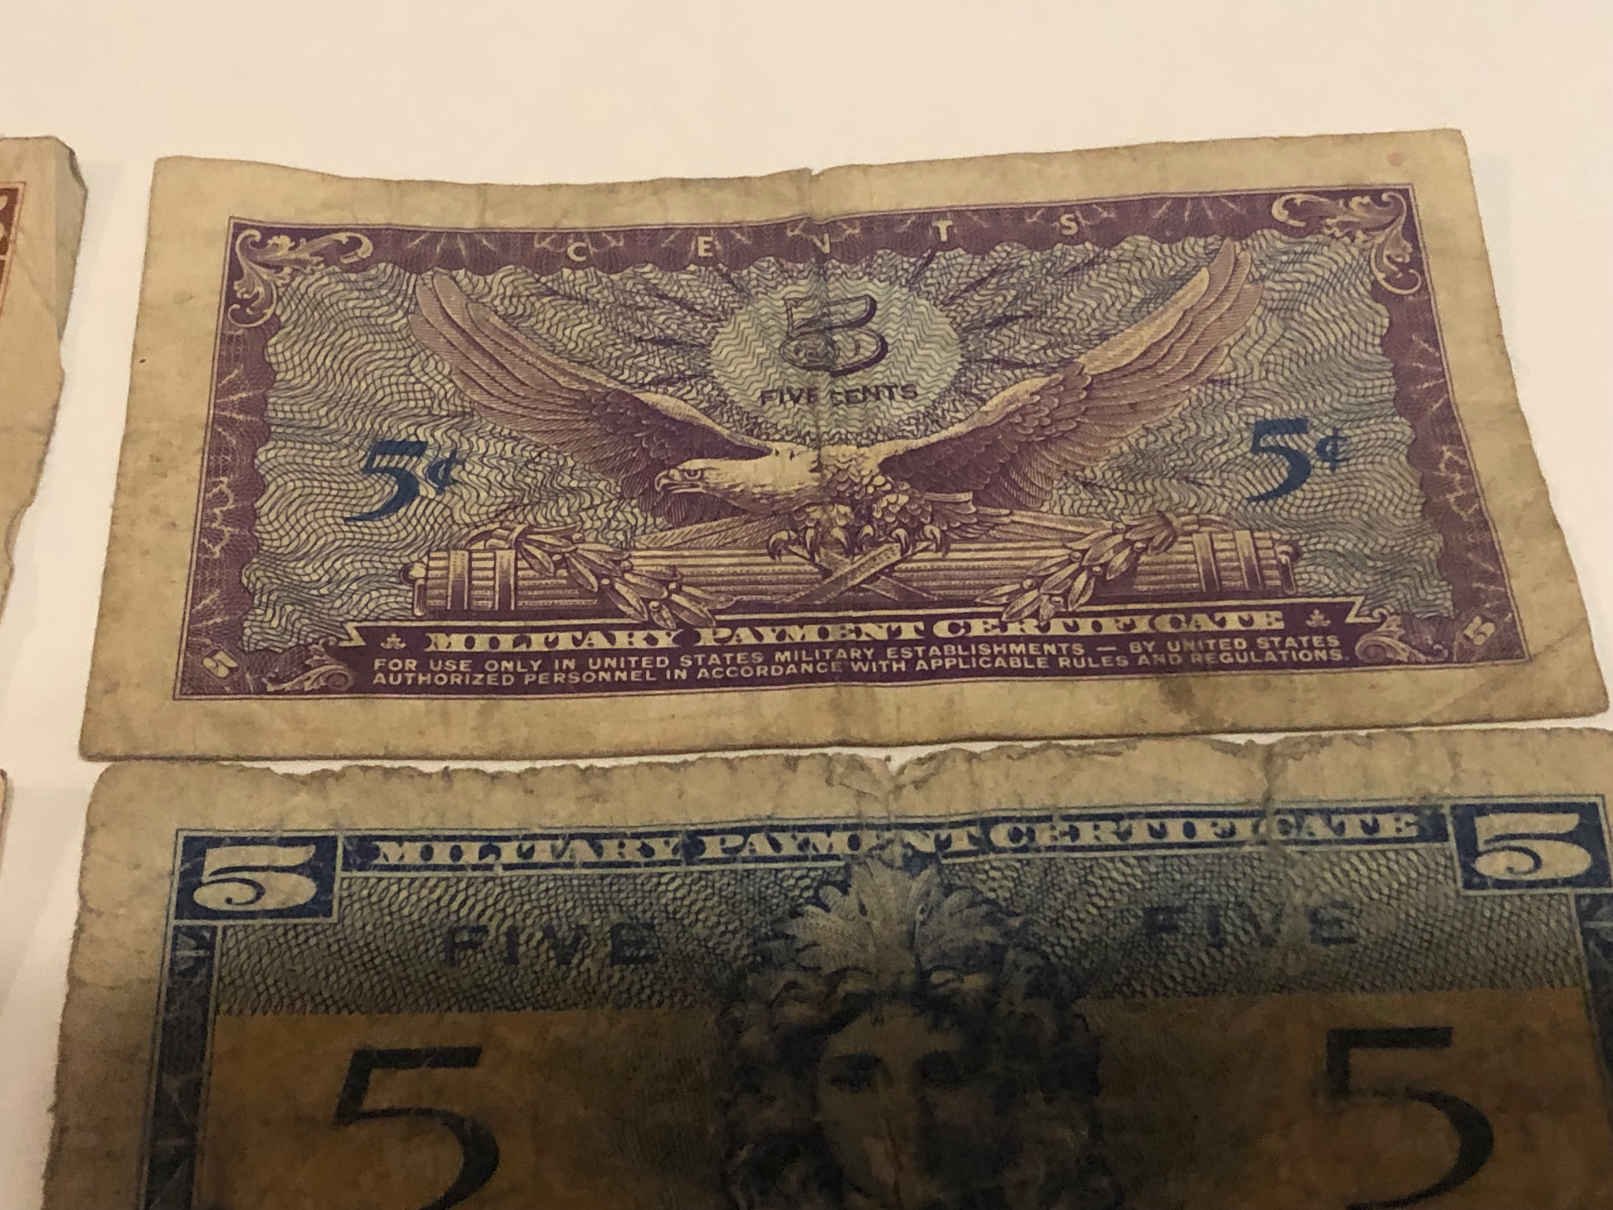 CENTS
5
FIVE CENTS
5¢ 5¢
MILITARY PAYMENT CERTIFICATE
5 FOR USE ONLY IN UNITED STATES MILITARY ESTABLISHMENTS — BY UNITED STATES 5
AUTHORIZED PERSONNEL IN ACCORDANCE WITH APPLICABLE RULES AND REGULATIONS.
5 MILITARY PAYMENT CERTIFICATE 5
FIVE FIVE
5 5